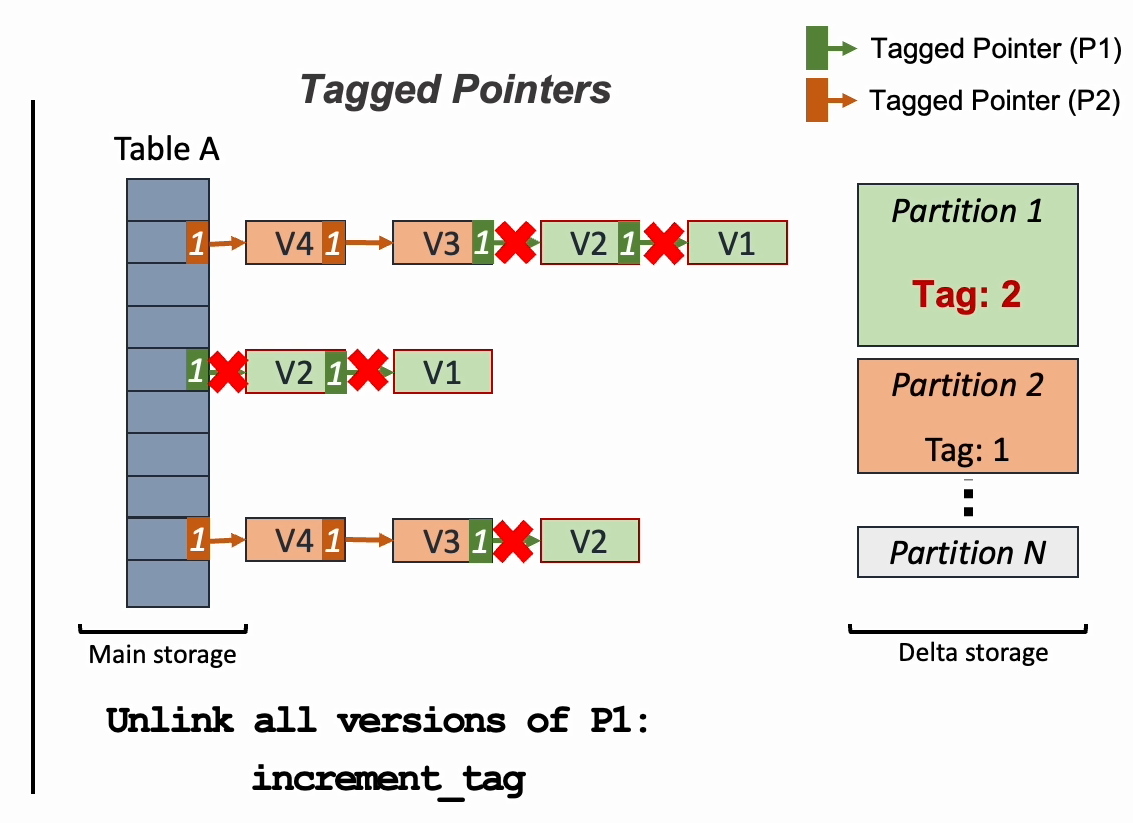 Tagged Pointer (P1)
Tagged Pointer (P2)
Tagged Pointers
Table A
1 V4 1 V3 1 V2 1 V1
1 V2 1 V1
1 V4 1 V3 1 V2
Main storage
Partition 1
Tag: 2
Partition 2
Tag: 1
Partition N
Delta storage
Unlink all versions of P1:
increment_tag